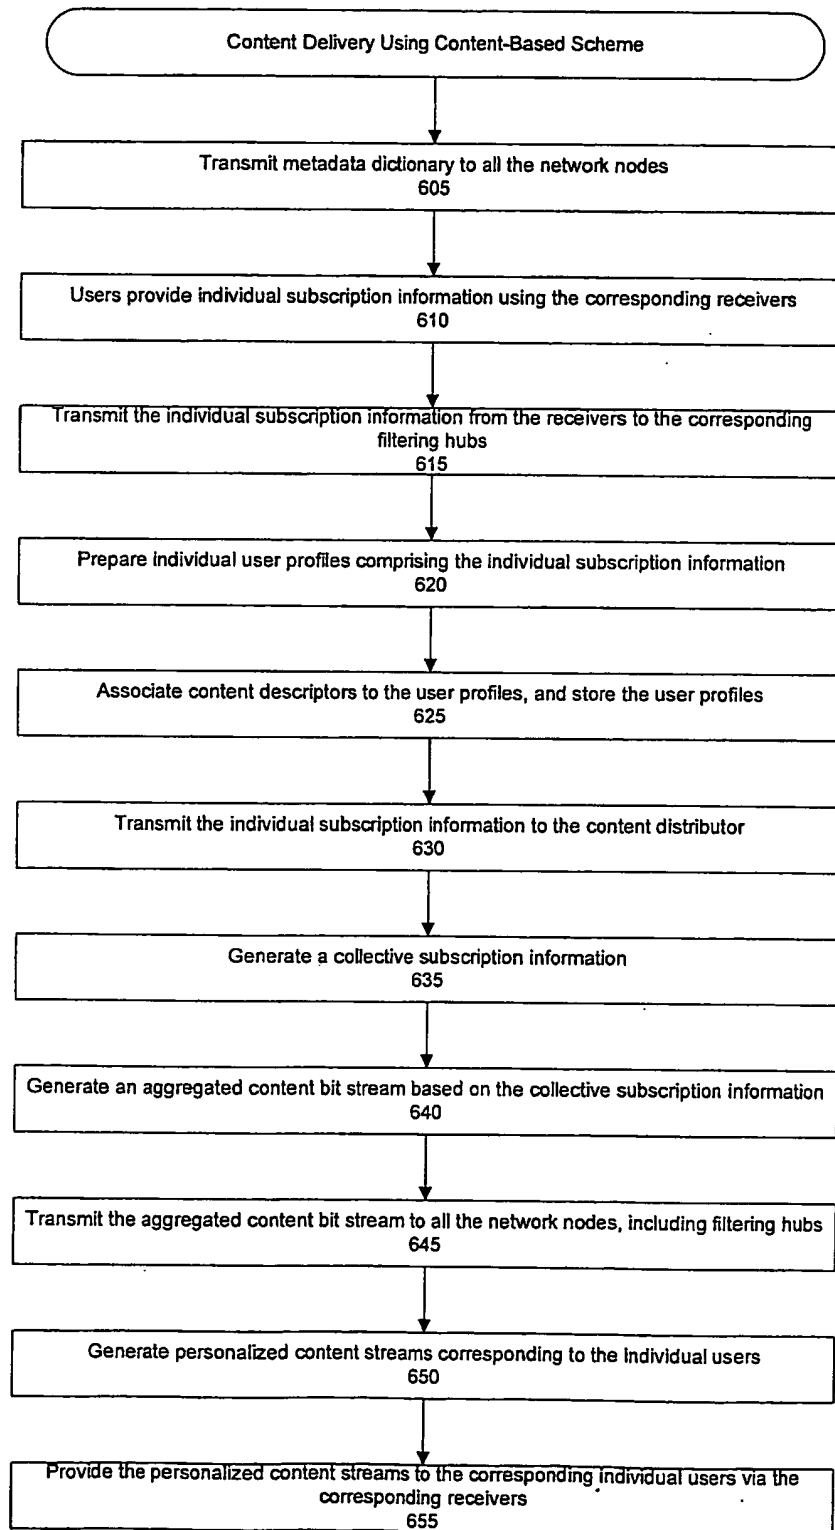 Content Delivery Using Content-Based Scheme
Transmit metadata dictionary to all the network nodes
605
Users provide individual subscription information using the corresponding receivers
610
Transmit the individual subscription information from the receivers to the corresponding
filtering hubs
615
Prepare individual user profiles comprising the individual subscription information
620
Associate content descriptors to the user profiles, and store the user profiles
625
Transmit the individual subscription information to the content distributor
630
Generate a collective subscription information
635
Generate an aggregated content bit stream based on the collective subscription information
640
Transmit the aggregated content bit stream to all the network nodes, including filtering hubs
645
Generate personalized content streams corresponding to the individual users
650
Provide the personalized content streams to the corresponding individual users via the
corresponding receivers
655